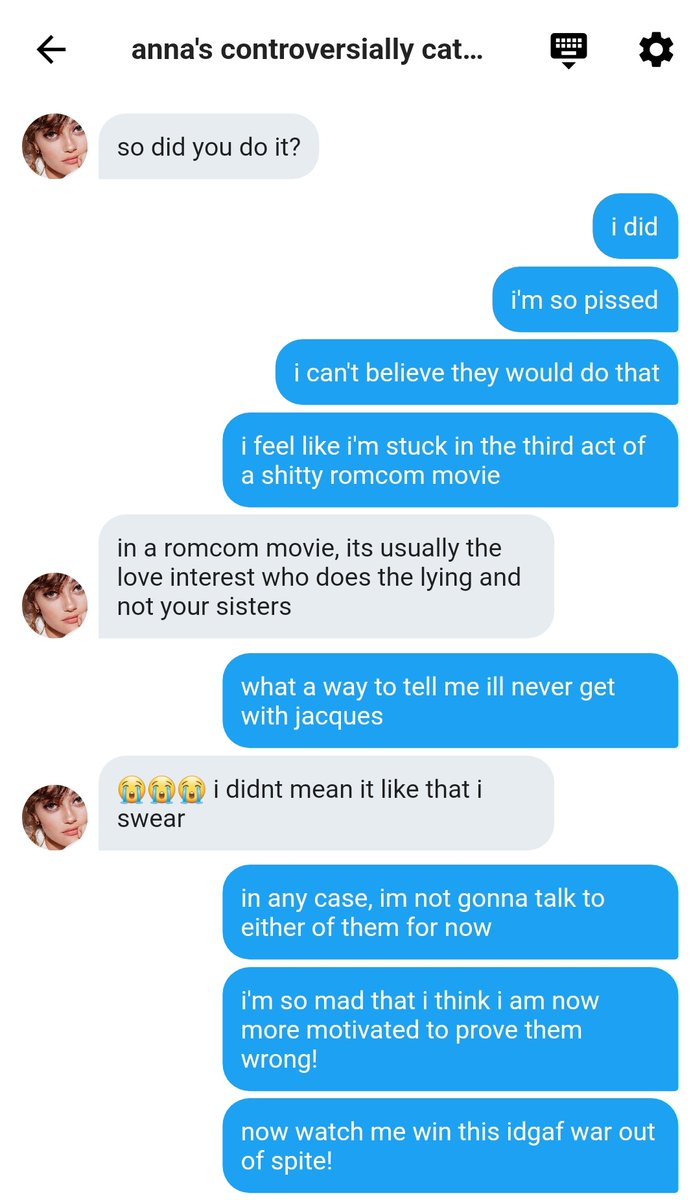 anna's controversially cat...
so did you do it?
i did
i'm so pissed
i can't believe they would do that
i feel like i'm stuck in the third act of
a shitty romcom movie
in a romcom movie, its usually the
love interest who does the lying and
not your sisters
what a way to tell me ill never get
with jacques
😭😭😭 i didnt mean it like that i
swear
in any case, im not gonna talk to
either of them for now
i'm so mad that i think i am now
more motivated to prove them
wrong!
now watch me win this idgaf war out
of spite!